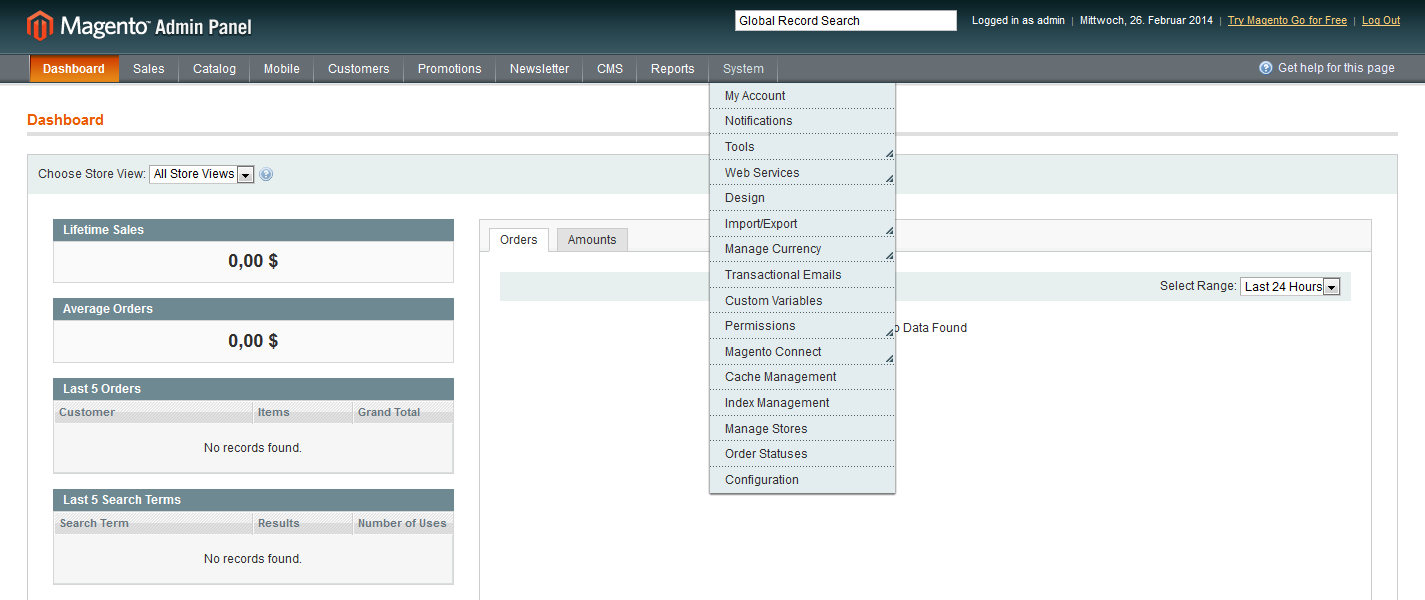 Magento™ Admin Panel
Global Record Search
Logged in as admin | Mittwoch, 26. Februar 2014 | Try Magento Go for Free | Log Out
Dashboard Sales Catalog Mobile Customers Promotions Newsletter CMS Reports System
Get help for this page
My Account
Notifications
Tools
Web Services
Design
Import/Export
Manage Currency
Transactional Emails
Custom Variables
Permissions
Magento Connect
Cache Management
Index Management
Manage Stores
Order Statuses
Configuration
Dashboard
Choose Store View: All Store Views
Lifetime Sales
0,00 $
Average Orders
0,00 $
Last 5 Orders
Customer Items Grand Total
No records found.
Last 5 Search Terms
Search Term Results Number of Uses
No records found.
Orders Amounts
Select Range: Last 24 Hours
Data Found